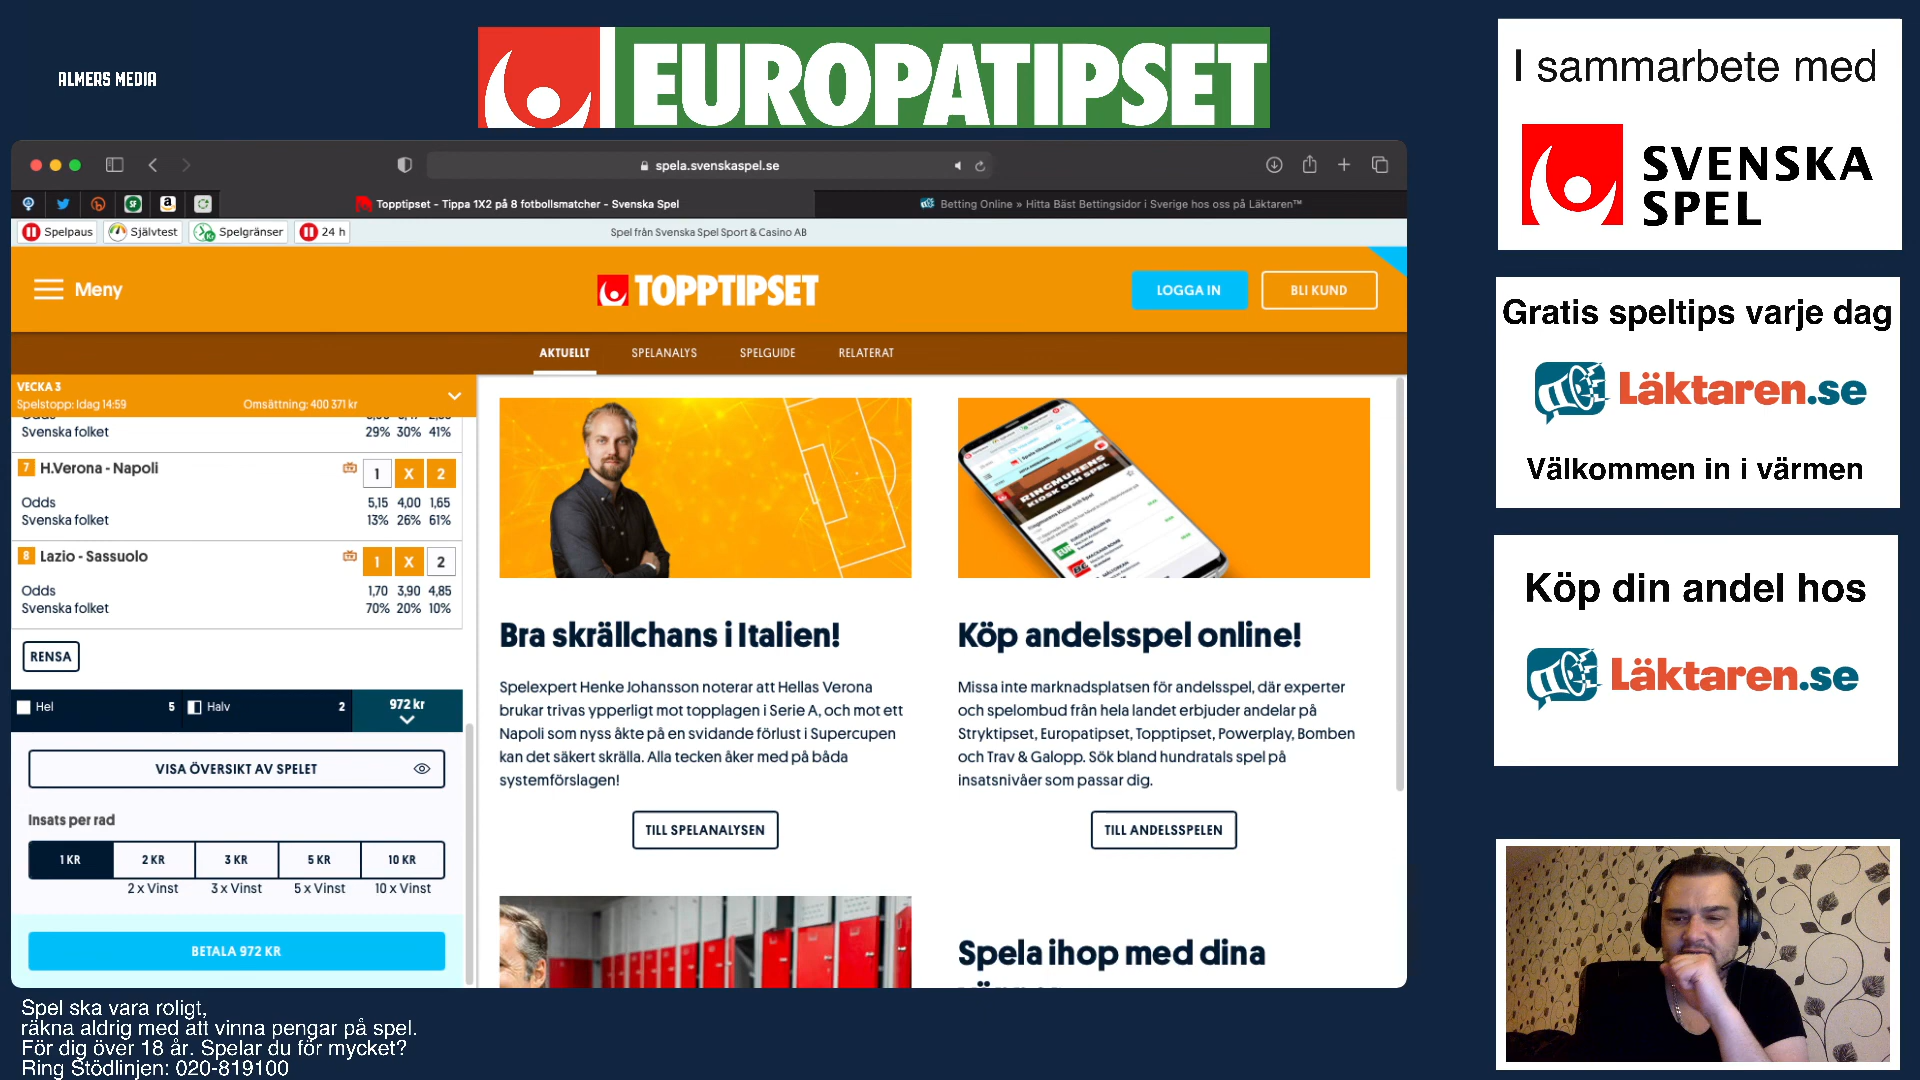 ALMERS MEDIA
EUROPATIPSET
I sammarbete med
SVENSKA
SPEL
Gratis speltips varje dag
Läktaren.se
Välkommen in i värmen
Köp din andel hos
Läktaren.se
spela.svenskaspel.se
Topptipset - Tippa 1X2 på 8 fotbollsmatcher - Svenska Spel
Betting Online » Hitta Bäst Bettingsidor i Sverige hos oss på Läktaren™
Spelpaus
Självtest
Spelgränser
24 h
Spel från Svenska Spel Sport & Casino AB
Meny
TOPPTIPSET
LOGGA IN
BLI KUND
AKTUELLT
SPELANALYS
SPELGUIDE
RELATERAT
VECKA 3
Spelstopp: Idag 14:59
Omsättning: 400 371 kr
Svenska folket 29% 30% 41%
7 H.Verona - Napoli 1 X 2
Odds 5,15 4,00 1,65
Svenska folket 13% 26% 61%
8 Lazio - Sassuolo 1 X 2
Odds 1,70 3,90 4,85
Svenska folket 70% 20% 10%
RENSA
Hel 5 Halv 2 972 kr
VISA ÖVERSIKT AV SPELET
Insats per rad
1 KR 2 KR 3 KR 5 KR 10 KR
2 x Vinst 3 x Vinst 5 x Vinst 10 x Vinst
BETALA 972 KR
Bra skrällchans i Italien!
Spelexpert Henke Johansson noterar att Hellas Verona
brukar trivas ypperligt mot topplagen i Serie A, och mot ett
Napoli som nyss åkte på en svidande förlust i Supercupen
kan det säkert skrälla. Alla tecken åker med på båda
systemförslagen!
TILL SPELANALYSEN
RINGMURENS
KIOSK OCH SPEL
Köp andelsspel online!
Missa inte marknadsplatsen för andelsspel, där experter
och spelombud från hela landet erbjuder andelar på
Stryktipset, Europatipset, Topptipset, Powerplay, Bomben
och Trav & Galopp. Sök bland hundratals spel på
insatsnivåer som passar dig.
TILL ANDELSSPELEN
Spela ihop med dina
Spel ska vara roligt,
räkna aldrig med att vinna pengar på spel.
För dig över 18 år. Spelar du för mycket?
Ring Stödlinjen: 020-819100